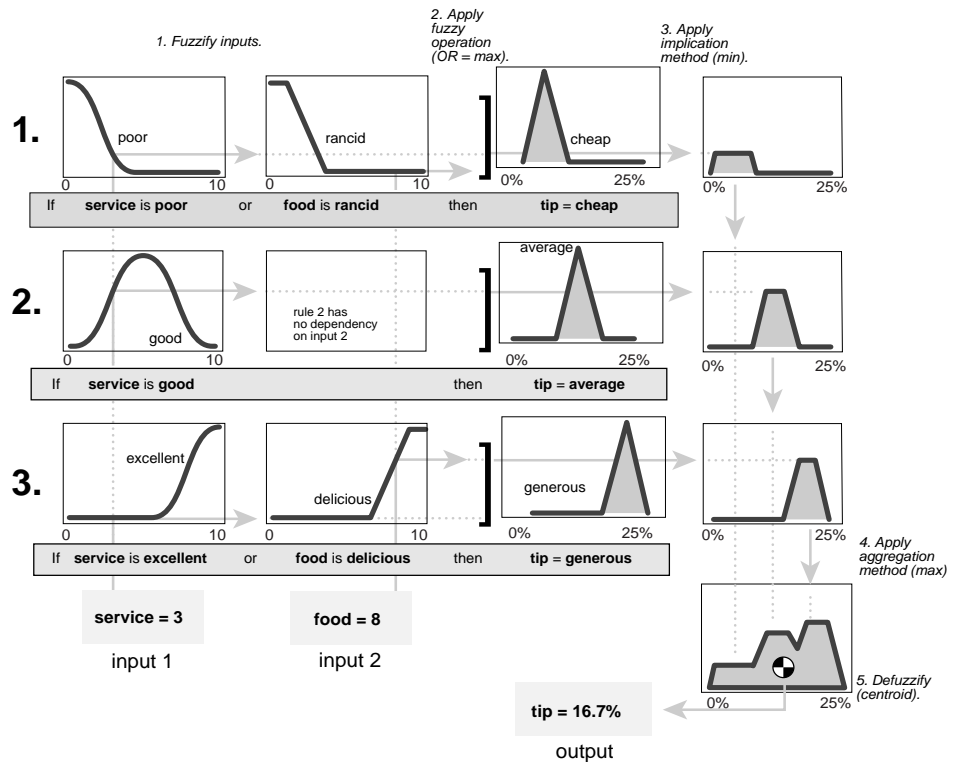 1. Fuzzify inputs.
2. Apply
fuzzy
operation
(OR = max).
3. Apply
implication
method (min).
1.
poor
0 10
rancid
0 10
cheap
0% 25%
0% 25%
If service is poor or food is rancid then tip = cheap
2.
good
0 10
rule 2 has
no dependency
on input 2
average
0% 25%
0% 25%
If service is good then tip = average
3.
excellent
0 10
delicious
0 10
generous
0% 25%
0% 25%
If service is excellent or food is delicious then tip = generous
4. Apply
aggregation
method (max)
service = 3
input 1
food = 8
input 2
0% 25%
5. Defuzzify
(centroid).
tip = 16.7%
output